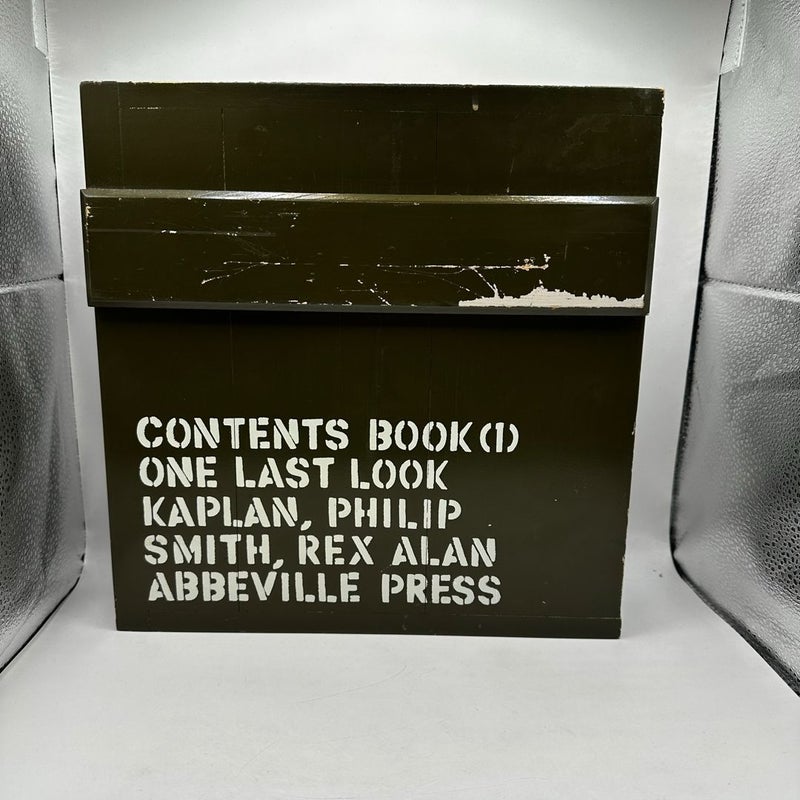 CONTENTS BOOK (1)
ONE LAST LOOK
KAPLAN, PHILIP
SMITH, REX ALAN
ABBEVILLE PRESS